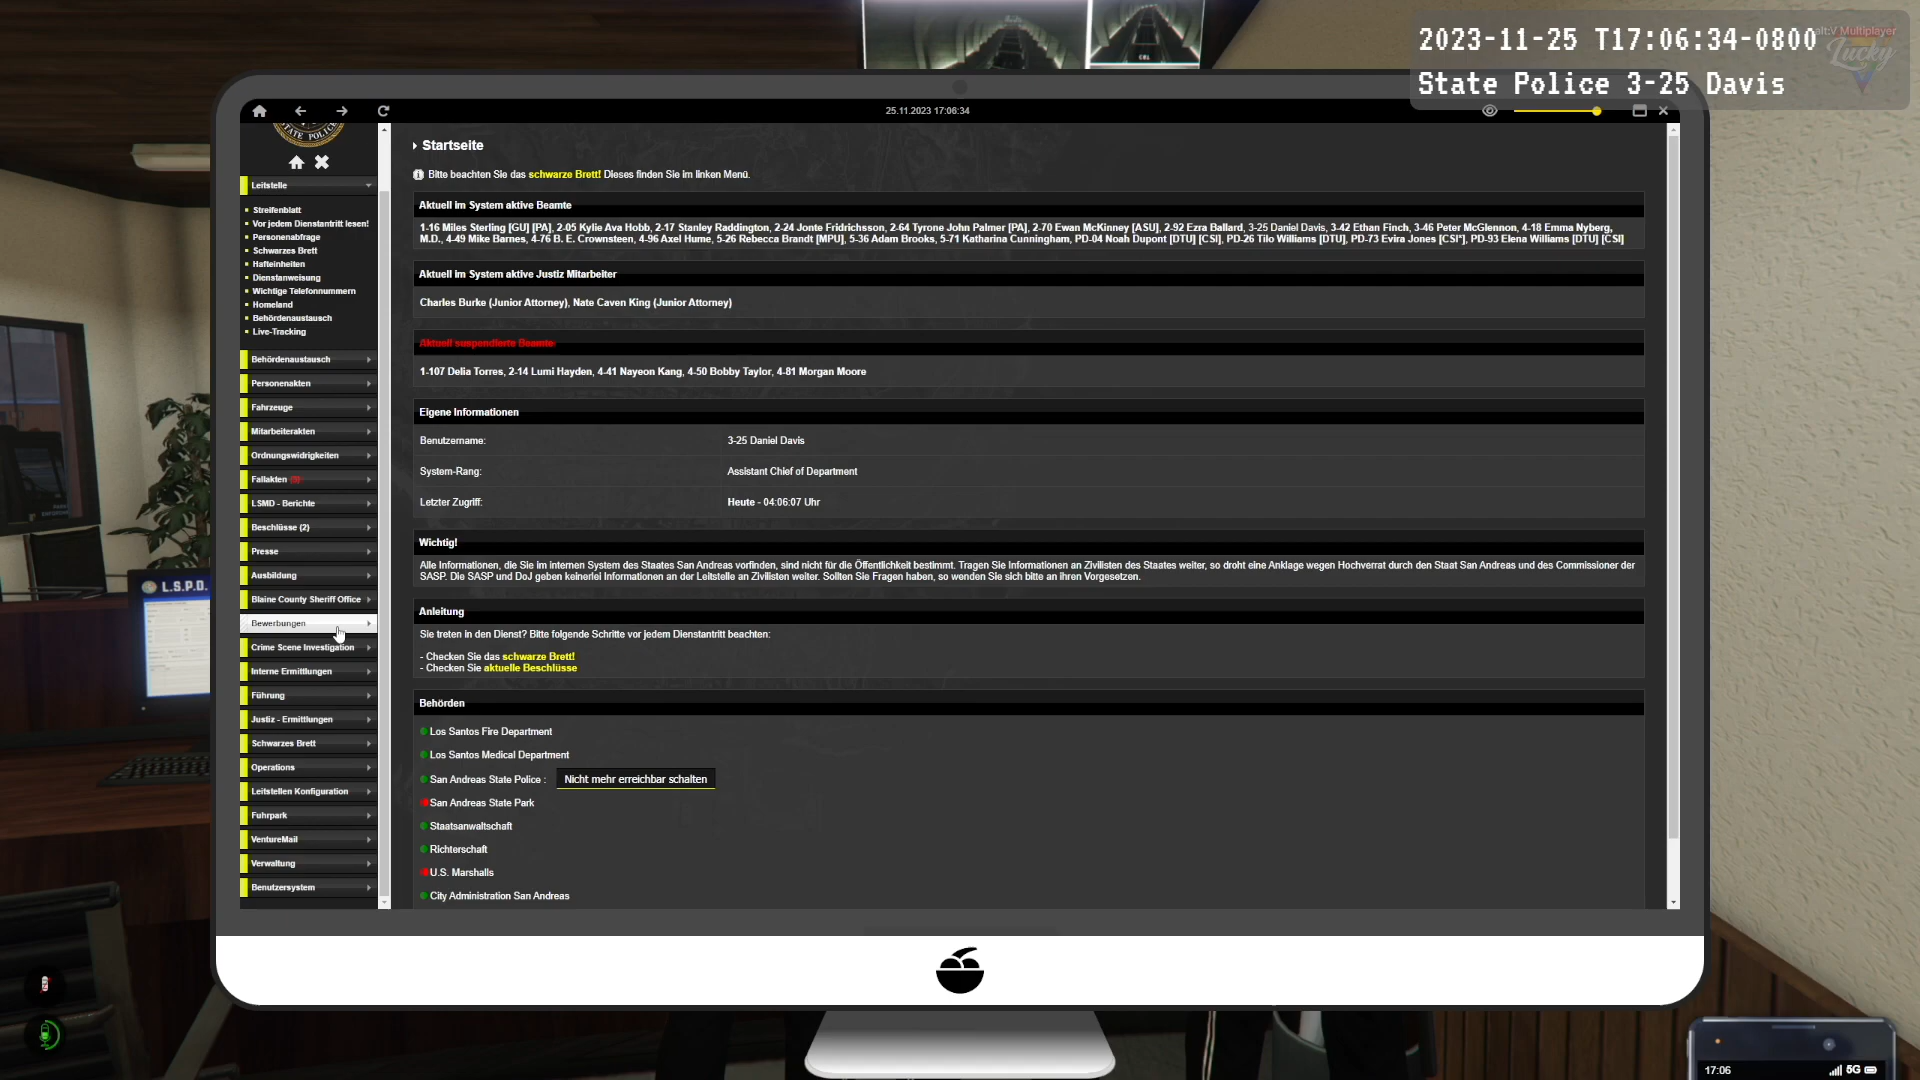 2023-11-25 T17:06:34-0800
State Police 3-25 Davis
alt:V Multiplayer
Lucky
25.11.2023 17:06:34
STATE POLICE
Leitstelle
Streifenblatt
Vor jedem Dienstantritt lesen!
Personenabfrage
Schwarzes Brett
Hafteinheiten
Dienstanweisung
Wichtige Telefonnummern
Homeland
Behördenaustausch
Live-Tracking
Behördenaustausch
Personenakten
Fahrzeuge
Mitarbeiterakten
Ordnungswidrigkeiten
Fallakten
LSMD - Berichte
Beschlüsse (2)
Presse
Ausbildung
Blaine County Sheriff Office
Bewerbungen
Crime Scene Investigation
Interne Ermittlungen
Führung
Justiz - Ermittlungen
Schwarzes Brett
Operations
Leitstellen Konfiguration
Fuhrpark
VentureMail
Verwaltung
Benutzersystem
Startseite
Bitte beachten Sie das schwarze Brett! Dieses finden Sie im linken Menü.
Aktuell im System aktive Beamte
1-16 Miles Sterling [GU] [PA], 2-05 Kylie Ava Hobb, 2-17 Stanley Raddington, 2-24 Jonte Fridrichsson, 2-64 Tyrone John Palmer [PA], 2-70 Ewan McKinney [ASU], 2-92 Ezra Ballard, 3-25 Daniel Davis, 3-42 Ethan Finch, 3-46 Peter McGlennon, 4-18 Emma Nyberg,
M.D., 4-49 Mike Barnes, 4-76 B. E. Crownsteen, 4-96 Axel Hume, 5-26 Rebecca Brandt [MPU], 5-36 Adam Brooks, 5-71 Katharina Cunningham, PD-04 Noah Dupont [DTU] [CSI], PD-26 Tilo Williams [DTU], PD-73 Evira Jones [CSI*], PD-93 Elena Williams [DTU] [CSI]
Aktuell im System aktive Justiz Mitarbeiter
Charles Burke (Junior Attorney), Nate Caven King (Junior Attorney)
Aktuell suspendierte Beamte
1-107 Delia Torres, 2-14 Lumi Hayden, 4-41 Nayeon Kang, 4-50 Bobby Taylor, 4-81 Morgan Moore
Eigene Informationen
Benutzername: 3-25 Daniel Davis
System-Rang: Assistant Chief of Department
Letzter Zugriff: Heute - 04:06:07 Uhr
Wichtig!
Alle Informationen, die Sie im internen System des Staates San Andreas vorfinden, sind nicht für die Öffentlichkeit bestimmt. Tragen Sie Informationen an Zivilisten des Staates weiter, so droht eine Anklage wegen Hochverrat durch den Staat San Andreas und des Commissioner der
SASP. Die SASP und DoJ geben keinerlei Informationen an der Leitstelle an Zivilisten weiter. Sollten Sie Fragen haben, so wenden Sie sich bitte an ihren Vorgesetzen.
Anleitung
Sie treten in den Dienst? Bitte folgende Schritte vor jedem Dienstantritt beachten:
- Checken Sie das schwarze Brett!
- Checken Sie aktuelle Beschlüsse
Behörden
Los Santos Fire Department
Los Santos Medical Department
San Andreas State Police : Nicht mehr erreichbar schalten
San Andreas State Park
Staatsanwaltschaft
Richterschaft
U.S. Marshalls
City Administration San Andreas
L.S.P.D.
17:06 5G